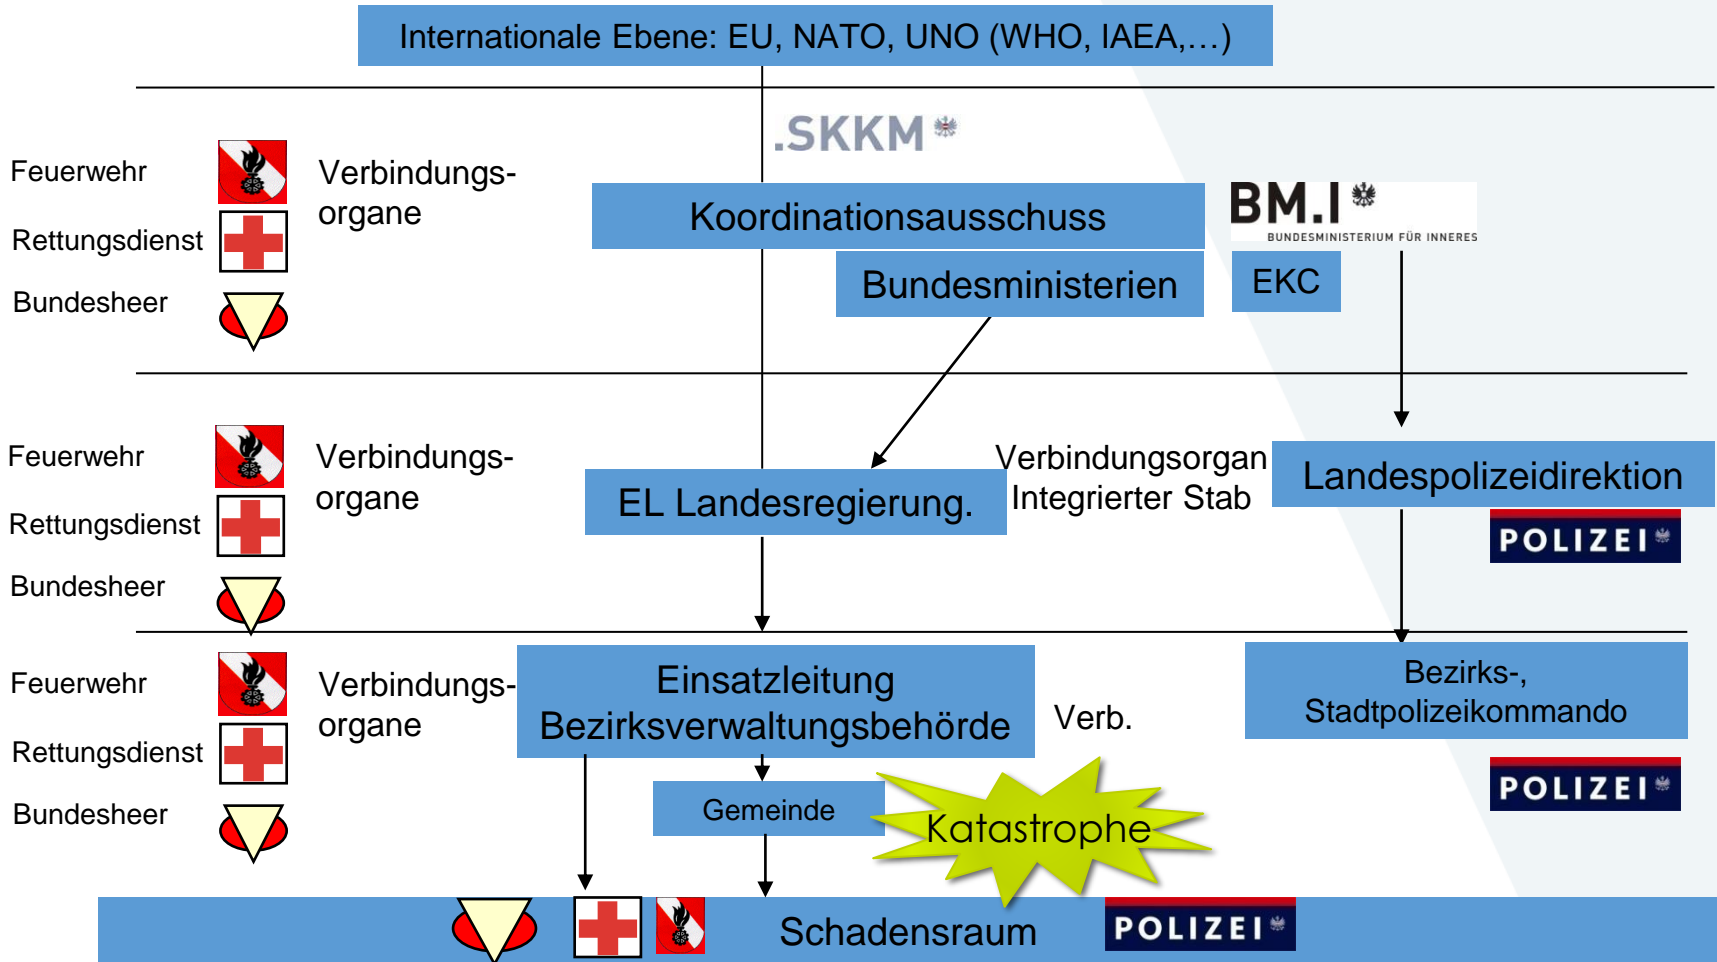 Internationale Ebene: EU, NATO, UNO (WHO, IAEA,…)
.SKKM
Feuerwehr
Rettungsdienst
Bundesheer
Verbindungs-
organe
Koordinationsausschuss
Bundesministerien
BM.I
BUNDESMINISTERIUM FÜR INNERES
EKC
Feuerwehr
Rettungsdienst
Bundesheer
Verbindungs-
organe
EL Landesregierung.
Verbindungsorgan
Integrierter Stab
Landespolizeidirektion
POLIZEI
Feuerwehr
Rettungsdienst
Bundesheer
Verbindungs-
organe
Einsatzleitung
Bezirksverwaltungsbehörde
Verb.
Bezirks-,
Stadtpolizeikommando
POLIZEI
Gemeinde
Katastrophe
Schadensraum
POLIZEI